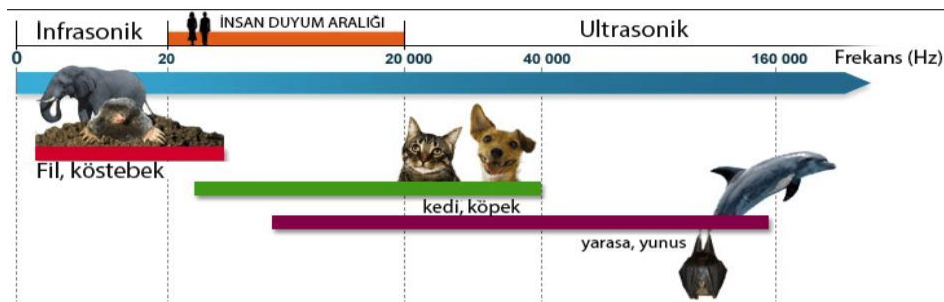 İnfrasonik
İNSAN DUYUM ARALIĞI
Ultrasonik
0 20 20 000 40 000 160 000 Frekans (Hz)
Fil, köstebek
kedi, köpek
yarasa, yunus